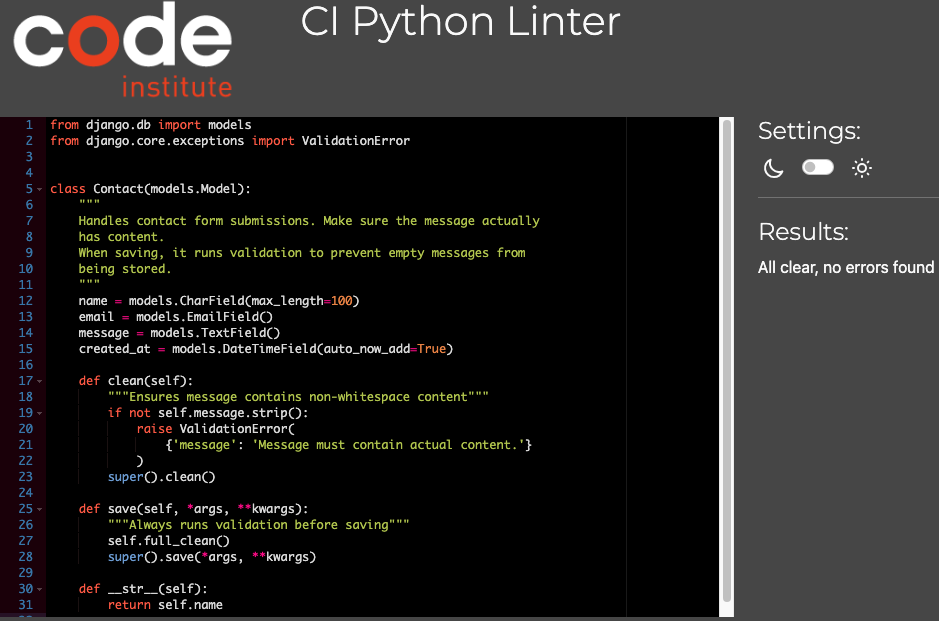 code
institute
CI Python Linter
1 from django.db import models
2 from django.core.exceptions import ValidationError
3
4
5 class Contact(models.Model):
6 """
7 Handles contact form submissions. Make sure the message actually
8 has content.
9 When saving, it runs validation to prevent empty messages from
10 being stored.
11 """
12 name = models.CharField(max_length=100)
13 email = models.EmailField()
14 message = models.TextField()
15 created_at = models.DateTimeField(auto_now_add=True)
16
17 def clean(self):
18 """Ensures message contains non-whitespace content"""
19 if not self.message.strip():
20 raise ValidationError(
21 {'message': 'Message must contain actual content.'}
22 )
23 super().clean()
24
25 def save(self, *args, **kwargs):
26 """Always runs validation before saving"""
27 self.full_clean()
28 super().save(*args, **kwargs)
29
30 def __str__(self):
31 return self.name
Settings:
Results:
All clear, no errors found